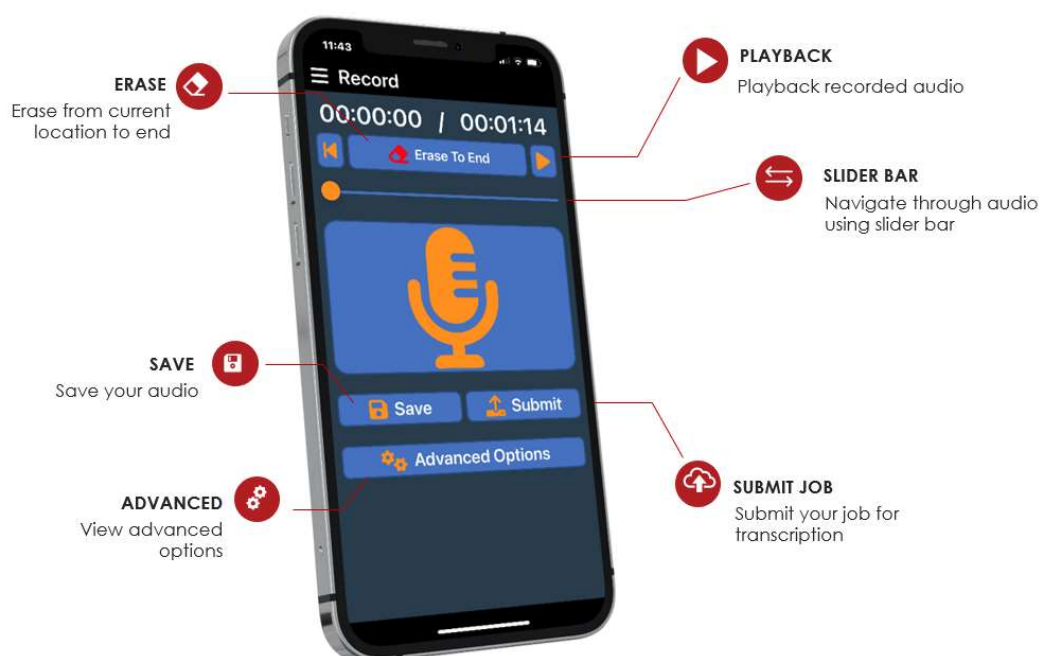 11:43
Record
00:00:00 / 00:01:14
Erase To End
Save
Submit
Advanced Options
ERASE
Erase from current
location to end
SAVE
Save your audio
ADVANCED
View advanced
options
PLAYBACK
Playback recorded audio
SLIDER BAR
Navigate through audio
using slider bar
SUBMIT JOB
Submit your job for
transcription